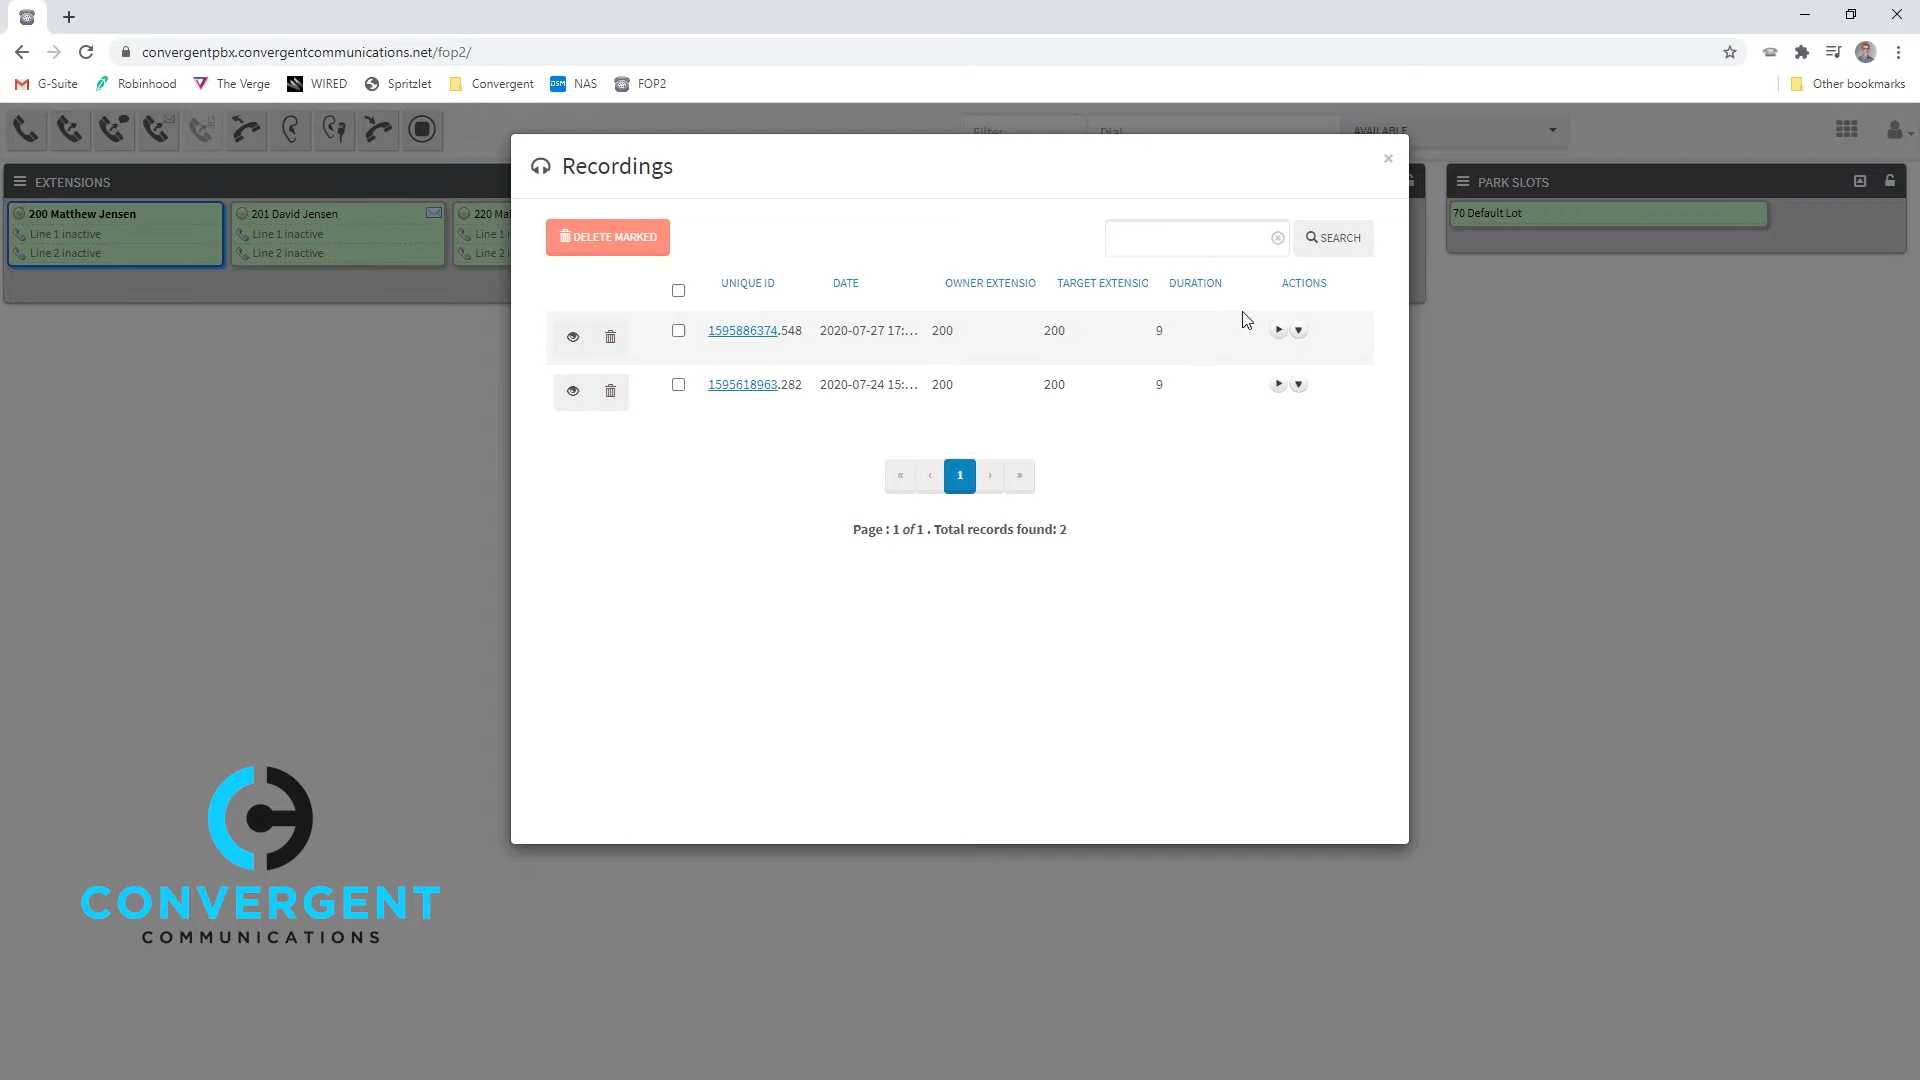 convergentpbx.convergentcommunications.net/fop2/
G-Suite
Robinhood
The Verge
WIRED
Spritzlet
Convergent
DSM
NAS
FOP2
Other bookmarks
Filter
Dial
AVAILABLE
Recordings
×
EXTENSIONS
PARK SLOTS
200 Matthew Jensen
Line 1 inactive
Line 2 inactive
201 David Jensen
Line 1 inactive
Line 2 inactive
220 Mat
Line 1
Line 2
70 Default Lot
DELETE MARKED
SEARCH
UNIQUE ID DATE OWNER EXTENSIO TARGET EXTENSIO DURATION ACTIONS
1595886374.548 2020-07-27 17:... 200 200 9
1595618963.282 2020-07-24 15:... 200 200 9
« ‹ 1 › »
Page : 1 of 1 . Total records found: 2
CONVERGENT
COMMUNICATIONS